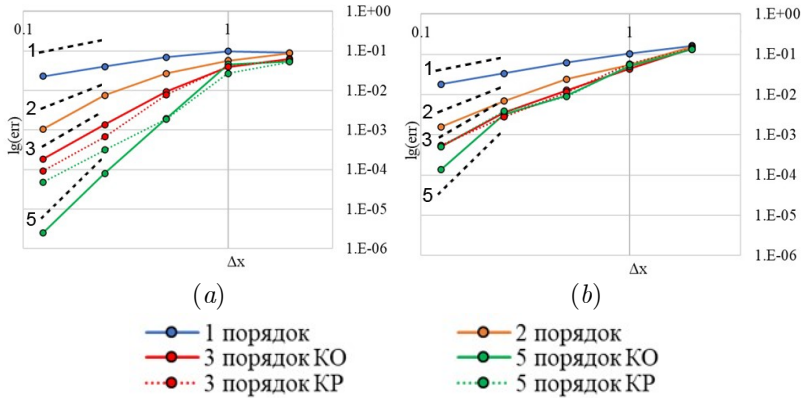 0.1
1
1.E+00
1.E-01
1.E-02
1.E-03
1.E-04
1.E-05
1.E-06
lg(err)
1
2
3
5
Δx
(a)
0.1
1
1.E+00
1.E-01
1.E-02
1.E-03
1.E-04
1.E-05
1.E-06
lg(err)
1
2
3
5
Δx
(b)
1 порядок
2 порядок
3 порядок КО
5 порядок КО
3 порядок КР
5 порядок КР